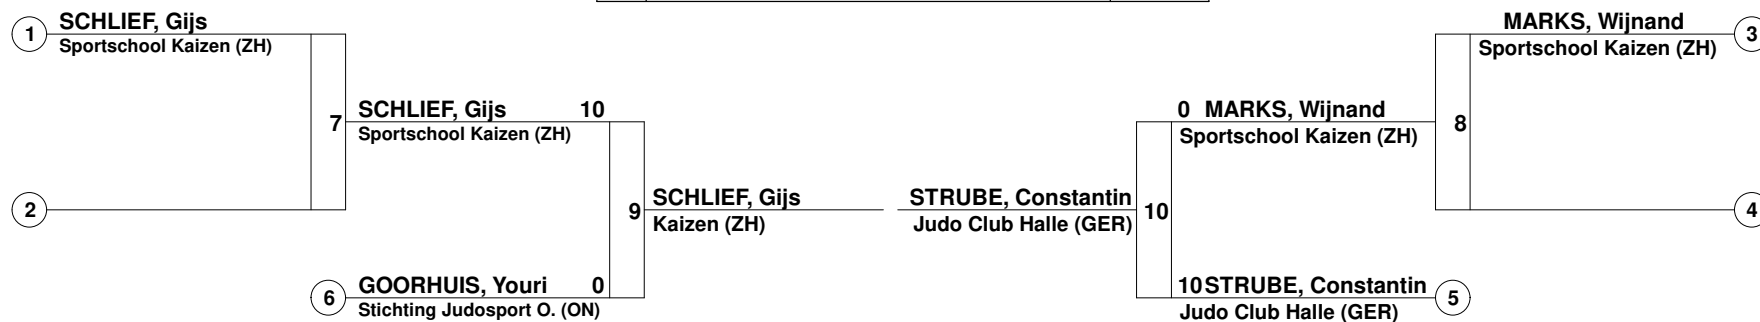 SCHLIEF, Gijs
1
Sportschool Kaizen (ZH)
MARKS, Wijnand
3
Sportschool Kaizen (ZH)
7
SCHLIEF, Gijs 10
Sportschool Kaizen (ZH)
0 MARKS, Wijnand
Sportschool Kaizen (ZH)
8
2
9
SCHLIEF, Gijs
Kaizen (ZH)
STRUBE, Constantin
Judo Club Halle (GER)
10
4
6
GOORHUIS, Youri 0
Stichting Judosport O. (ON)
10 STRUBE, Constantin
Judo Club Halle (GER)
5